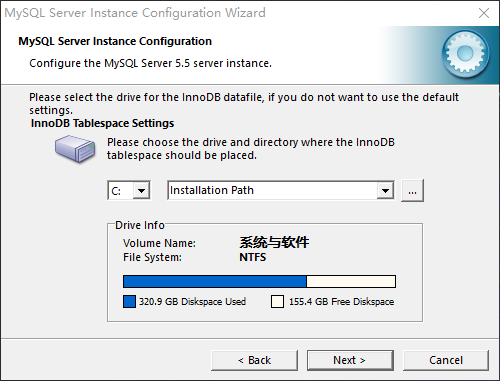 MySQL Server Instance Configuration Wizard
MySQL Server Instance Configuration
Configure the MySQL Server 5.5 server instance.
Please select the drive for the InnoDB datafile, if you do not want to use the default
settings.
InnoDB Tablespace Settings
Please choose the drive and directory where the InnoDB
tablespace should be placed.
C: Installation Path ...
Drive Info
Volume Name: 系统与软件
File System: NTFS
320.9 GB Diskspace Used 155.4 GB Free Diskspace
< Back Next > Cancel